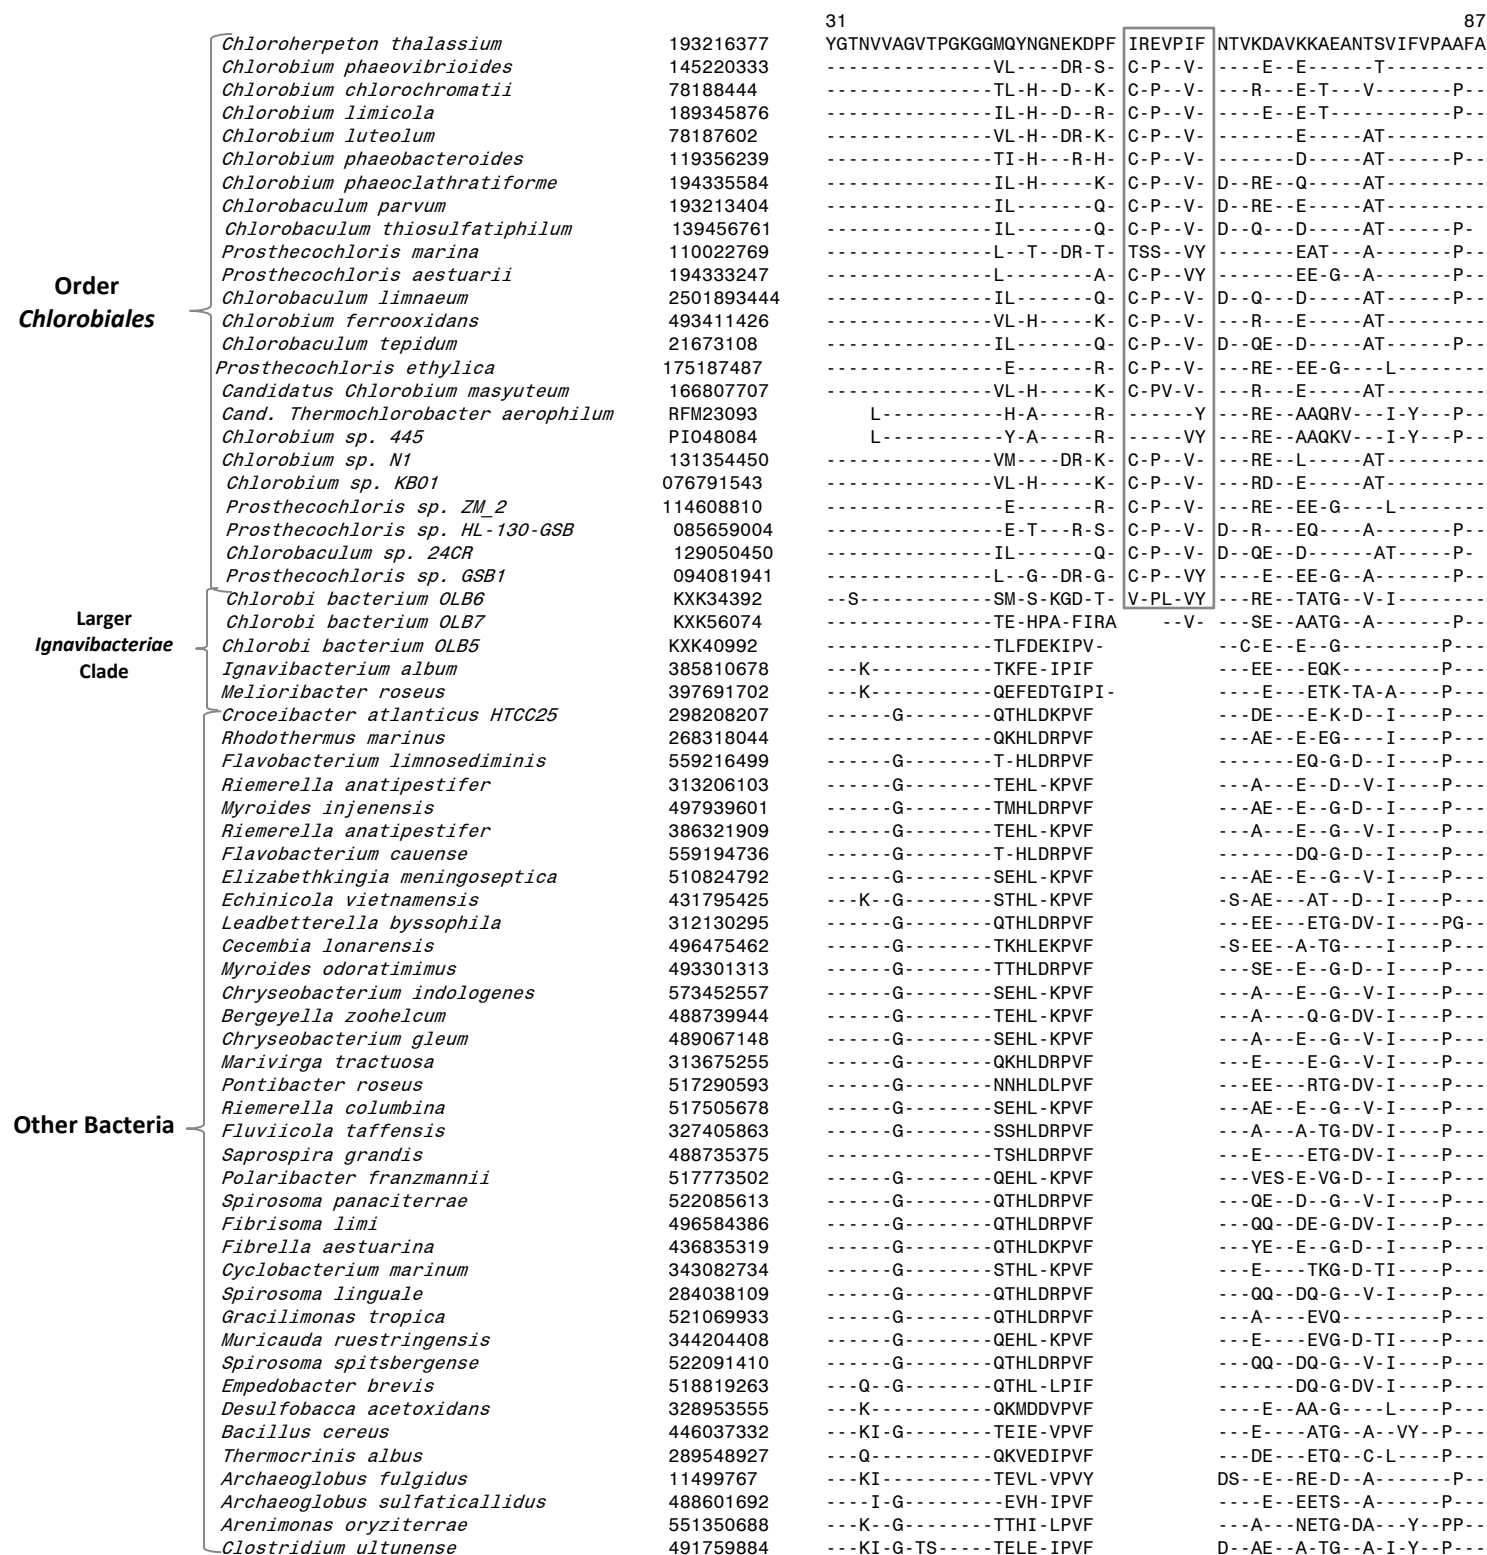 31 87
Chloroherpeton thalassium 193216377 YGTNVVAGVTPGKGGMQYNGNEKDPF IREVPIF NTVKDAVKKAEANTSVIFVPAAFA
Chlorobium phaeovibrioides 145220333 ---------------VL----DR-S- C-P--V- ----E--E------T---------
Chlorobium chlorochromatii 78188444 ---------------TL-H--D--K- C-P--V- ---R---E-T---V-------P--
Chlorobium limicola 189345876 ---------------IL-H--D--R- C-P--V- ----E--E-T-----------P--
Chlorobium luteolum 78187602 ---------------VL-H--DR-K- C-P--V- -------E-----AT---------
Chlorobium phaeobacteroides 119356239 ---------------TI-H---R-H- C-P--V- -------D-----AT------P--
Chlorobium phaeoclathratiforme 194335584 ---------------IL-H-----K- C-P--V- D--RE--Q-----AT---------
Chlorobaculum parvum 193213404 ---------------IL-------Q- C-P--V- D--RE--E-----AT---------
Chlorobaculum thiosulfatiphilum 139456761 ---------------IL-------Q- C-P--V- D--Q---D-----AT------P-
Prosthecochloris marina 110022769 ---------------L--T--DR-T- TSS--VY -------EAT---A-------P--
Prosthecochloris aestuarii 194333247 ---------------L--------A- C-P--VY -------EE-G--A-------P--
Order
Chlorobiales
Chlorobaculum limnaeum 2501893444 ---------------IL-------Q- C-P--V- D--Q---D-----AT------P--
Chlorobium ferrooxidans 493411426 ---------------VL-H-----K- C-P--V- ---R---E-----AT---------
Chlorobaculum tepidum 21673108 ---------------IL-------Q- C-P--V- D--QE--D-----AT------P--
Prosthecochloris ethylica 175187487 ----------------E-------R- C-P--V- ---RE--EE-G----L--------
Candidatus Chlorobium masyuteum 166807707 ---------------VL-H-----K- C-PV-V- ---R---E-----AT---------
Cand. Thermochlorobacter aerophilum RFM23093 L-----------H-A-----R- ------Y ---RE--AAQRV---I-Y---P--
Chlorobium sp. 445 PIO48084 L-----------Y-A-----R- -----VY ---RE--AAQKV---I-Y---P--
Chlorobium sp. N1 131354450 ---------------VM----DR-K- C-P--V- ---RE--L-----AT---------
Chlorobium sp. KB01 076791543 ---------------VL-H-----K- C-P--V- ---RD--E-----AT---------
Prosthecochloris sp. ZM_2 114608810 ----------------E-------R- C-P--V- ---RE--EE-G----L--------
Prosthecochloris sp. HL-130-GSB 085659004 ----------------E-T---R-S- C-P--V- D--R---EQ----A-------P--
Chlorobaculum sp. 24CR 129050450 ---------------IL-------Q- C-P--V- D--QE--D------AT-----P-
Prosthecochloris sp. GSB1 094081941 ---------------L--G--DR-G- C-P--VY ----E--EE-G--A-------P--
Larger
Ignavibacteriae
Clade
Chlorobi bacterium OLB6 KXK34392 --S------------SM-S-KGD-T- V-PL-VY ---RE--TATG--V-I--------
Chlorobi bacterium OLB7 KXK56074 ---------------TE-HPA-FIRA --V- ---SE--AATG--A-------P--
Chlorobi bacterium OLB5 KXK40992 ---------------TLFDEKIPV- --C-E--E--G---------P---
Ignavibacterium album 385810678 ---K-----------TKFE-IPIF ---EE---EQK---------P---
Melioribacter roseus 397691702 ---K-----------QEFEDTGIPI- ----E---ETK-TA-A----P---
Other Bacteria
Croceibacter atlanticus HTCC25 298208207 ------G--------QTHLDKPVF ---DE---E-K-D--I----P---
Rhodothermus marinus 268318044 ---------------QKHLDRPVF ---AE--E-EG----I----P---
Flavobacterium limnosediminis 559216499 ------G--------T-HLDRPVF -------EQ-G-D--I----P---
Riemerella anatipestifer 313206103 ------G--------TEHL-KPVF ---A---E--D--V-I----P---
Myroides injenensis 497939601 ------G--------TMHLDRPVF ---AE--E--G-D--I----P---
Riemerella anatipestifer 386321909 ------G--------TEHL-KPVF ---A---E--G--V-I----P---
Flavobacterium cauense 559194736 ------G--------T-HLDRPVF -------DQ-G-D--I----P---
Elizabethkingia meningoseptica 510824792 ------G--------SEHL-KPVF ---AE--E--G--V-I----P---
Echinicola vietnamensis 431795425 ---K--G--------STHL-KPVF -S-AE---AT--D--I----P---
Leadbetterella byssophila 312130295 ------G--------QTHLDRPVF ---EE---ETG-DV-I----PG--
Cecembia lonarensis 496475462 ------G--------TKHLEKPVF -S-EE--A-TG----I----P---
Myroides odoratimimus 493301313 ------G--------TTHLDRPVF ---SE--E--G-D--I----P---
Chryseobacterium indologenes 573452557 ------G--------SEHL-KPVF ---A---E--G--V-I----P---
Bergeyella zoohelcum 488739944 ------G--------TEHL-KPVF ---A----Q-G-DV-I----P---
Chryseobacterium gleum 489067148 ------G--------SEHL-KPVF ---A---E--G--V-I----P---
Marivirga tractuosa 313675255 ------G--------QKHLDRPVF ---E----E-G--V-I----P---
Pontibacter roseus 517290593 ------G--------NNHLDLPVF ---EE---RTG-DV-I----P---
Riemerella columbina 517505678 ------G--------SEHL-KPVF ---AE--E--G--V-I----P---
Fluviicola taffensis 327405863 ------G--------SSHLDRPVF ---A---A-TG-DV-I----P---
Saprospira grandis 488735375 ---------------TSHLDRPVF ---E----ETG-DV-I----P---
Polaribacter franzmannii 517773502 ------G--------QEHL-KPVF ---VES-E-VG-D--I----P---
Spirosoma panaciterrae 522085613 ------G--------QTHLDRPVF ---QE--D--G--V-I----P---
Fibrisoma limi 496584386 ------G--------QTHLDRPVF ---QQ--DE-G-DV-I----P---
Fibrella aestuarina 436835319 ------G--------QTHLDKPVF ---YE--E--G-D--I----P---
Cyclobacterium marinum 343082734 ------G--------STHL-KPVF ---E----TKG-D-TI----P---
Spirosoma linguale 284038109 ------G--------QTHLDRPVF ---QQ--DQ-G--V-I----P---
Gracilimonas tropica 521069933 ------G--------QTHLDRPVF ---A----EVQ---------P---
Muricauda ruestringensis 344204408 ------G--------QEHL-KPVF ---E----EVG-D-TI----P---
Spirosoma spitsbergense 522091410 ------G--------QTHLDRPVF ---QQ--DQ-G--V-I----P---
Empedobacter brevis 518819263 ---Q--G--------QTHL-LPIF -------DQ-G-DV-I----P---
Desulfobacca acetoxidans 328953555 ---K-----------QKMDDVPVF ----E--AA-G----L----P---
Bacillus cereus 446037332 ---KI-G--------TEIE-VPVF ---E----ATG--A--VY--P---
Thermocrinis albus 289548927 ---Q-----------QKVEDIPVF ---DE---ETQ--C-L----P---
Archaeoglobus fulgidus 11499767 ---KI----------TEVL-VPVY DS--E--RE-D--A-------P--
Archaeoglobus sulfaticallidus 488601692 ----I-G---------EVH-IPVF ----E--EETS--A------P---
Arenimonas oryziterrae 551350688 ---K--G--------TTHI-LPVF ---A---NETG-DA---Y--PP--
Clostridium ultunense 491759884 ---KI-G-TS-----TELE-IPVF D--AE--A-TG--A-I-Y--P---